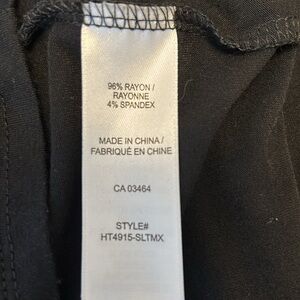 96% RAYON /
RAYONNE
4% SPANDEX
MADE IN CHINA /
FABRIQUÉ EN CHINE
CA 03464
STYLE#
HT4915-SLTMX